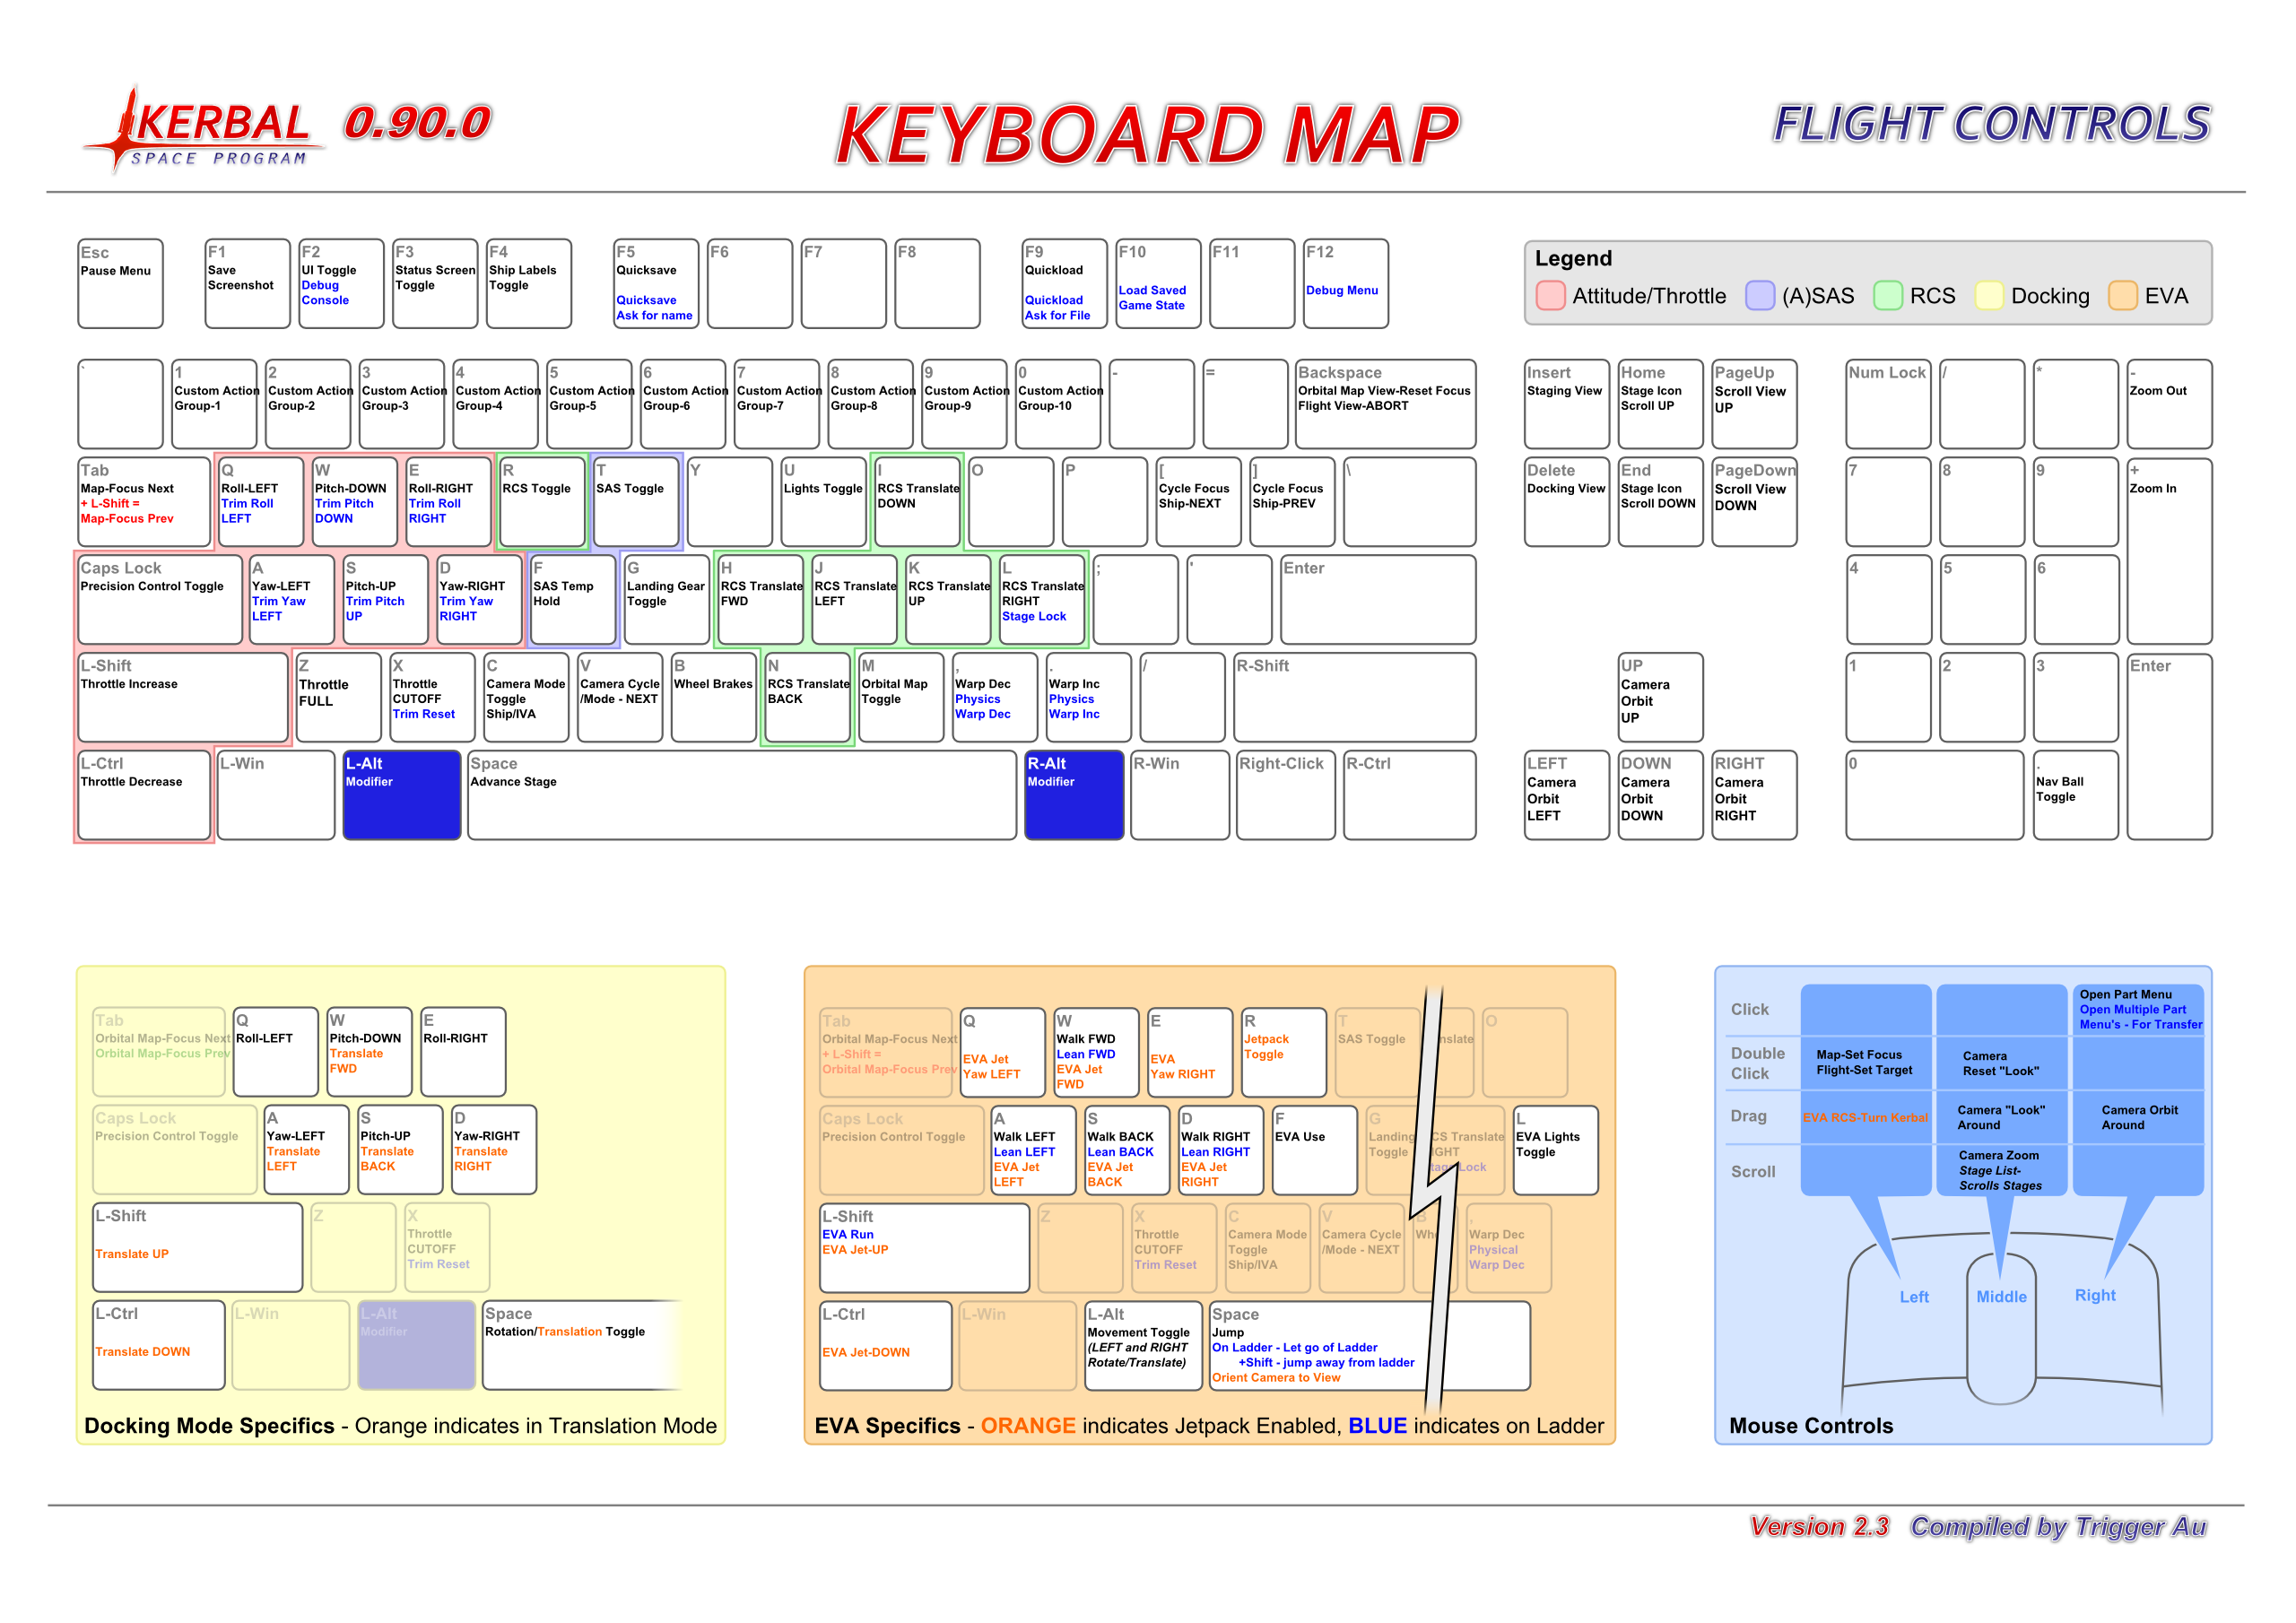 KERBAL
SPACE PROGRAM
0.90.0
KEYBOARD MAP
FLIGHT CONTROLS
Esc
Pause Menu
F1
Save
Screenshot
F2
UI Toggle
Debug
Console
F3
Status Screen
Toggle
F4
Ship Labels
Toggle
F5
Quicksave
Quicksave
Ask for name
F6
F7
F8
F9
Quickload
Quickload
Ask for File
F10
Load Saved
Game State
F11
F12
Debug Menu
Legend
Attitude/Throttle
(A)SAS
RCS
Docking
EVA
`
1
Custom Action
Group-1
2
Custom Action
Group-2
3
Custom Action
Group-3
4
Custom Action
Group-4
5
Custom Action
Group-5
6
Custom Action
Group-6
7
Custom Action
Group-7
8
Custom Action
Group-8
9
Custom Action
Group-9
0
Custom Action
Group-10
-
=
Backspace
Orbital Map View-Reset Focus
Flight View-ABORT
Insert
Staging View
Home
Stage Icon
Scroll UP
PageUp
Scroll View
UP
Num Lock
/
*
-
Zoom Out
Tab
Map-Focus Next
+ L-Shift =
Map-Focus Prev
Q
Roll-LEFT
Trim Roll
LEFT
W
Pitch-DOWN
Trim Pitch
DOWN
E
Roll-RIGHT
Trim Roll
RIGHT
R
RCS Toggle
T
SAS Toggle
Y
U
Lights Toggle
I
RCS Translate
DOWN
O
P
[
Cycle Focus
Ship-NEXT
]
Cycle Focus
Ship-PREV
\
Delete
Docking View
End
Stage Icon
Scroll DOWN
PageDown
Scroll View
DOWN
7
8
9
+
Zoom In
Caps Lock
Precision Control Toggle
A
Yaw-LEFT
Trim Yaw
LEFT
S
Pitch-UP
Trim Pitch
UP
D
Yaw-RIGHT
Trim Yaw
RIGHT
F
SAS Temp
Hold
G
Landing Gear
Toggle
H
RCS Translate
FWD
J
RCS Translate
LEFT
K
RCS Translate
UP
L
RCS Translate
RIGHT
Stage Lock
;
'
Enter
4
5
6
L-Shift
Throttle Increase
Z
Throttle
FULL
X
Throttle
CUTOFF
Trim Reset
C
Camera Mode
Toggle
Ship/IVA
V
Camera Cycle
/Mode - NEXT
B
Wheel Brakes
N
RCS Translate
BACK
M
Orbital Map
Toggle
,
Warp Dec
Physics
Warp Dec
.
Warp Inc
Physics
Warp Inc
/
R-Shift
UP
Camera
Orbit
UP
1
2
3
Enter
L-Ctrl
Throttle Decrease
L-Win
L-Alt
Modifier
Space
Advance Stage
R-Alt
Modifier
R-Win
Right-Click
R-Ctrl
LEFT
Camera
Orbit
LEFT
DOWN
Camera
Orbit
DOWN
RIGHT
Camera
Orbit
RIGHT
0
.
Nav Ball
Toggle
Tab
Orbital Map-Focus Next
Orbital Map-Focus Prev
Q
Roll-LEFT
W
Pitch-DOWN
Translate
FWD
E
Roll-RIGHT
Caps Lock
Precision Control Toggle
A
Yaw-LEFT
Translate
LEFT
S
Pitch-UP
Translate
BACK
D
Yaw-RIGHT
Translate
RIGHT
L-Shift
Translate UP
Z
X
Throttle
CUTOFF
Trim Reset
L-Ctrl
Translate DOWN
L-Win
L-Alt
Modifier
Space
Rotation/Translation Toggle
Docking Mode Specifics - Orange indicates in Translation Mode
Tab
Orbital Map-Focus Next
+ L-Shift =
Orbital Map-Focus Prev
Q
EVA Jet
Yaw LEFT
W
Walk FWD
Lean FWD
EVA Jet
FWD
E
EVA
Yaw RIGHT
R
Jetpack
Toggle
T
SAS Toggle
nslate
O
Caps Lock
Precision Control Toggle
A
Walk LEFT
Lean LEFT
EVA Jet
LEFT
S
Walk BACK
Lean BACK
EVA Jet
BACK
D
Walk RIGHT
Lean RIGHT
EVA Jet
RIGHT
F
EVA Use
G
Landing
Toggle
CS Translate
IGHT
tage Lock
L
EVA Lights
Toggle
L-Shift
EVA Run
EVA Jet-UP
Z
X
Throttle
CUTOFF
Trim Reset
C
Camera Mode
Toggle
Ship/IVA
V
Camera Cycle
/Mode - NEXT
B
Whe
,
Warp Dec
Physical
Warp Dec
L-Ctrl
EVA Jet-DOWN
L-Win
L-Alt
Movement Toggle
(LEFT and RIGHT
Rotate/Translate)
Space
Jump
On Ladder - Let go of Ladder
+Shift - jump away from ladder
Orient Camera to View
EVA Specifics - ORANGE indicates Jetpack Enabled, BLUE indicates on Ladder
Click
Open Part Menu
Open Multiple Part
Menu's - For Transfer
Double
Click
Map-Set Focus
Flight-Set Target
Camera
Reset "Look"
Drag
EVA RCS-Turn Kerbal
Camera "Look"
Around
Camera Orbit
Around
Scroll
Camera Zoom
Stage List-
Scrolls Stages
Left
Middle
Right
Mouse Controls
Version 2.3 Compiled by Trigger Au